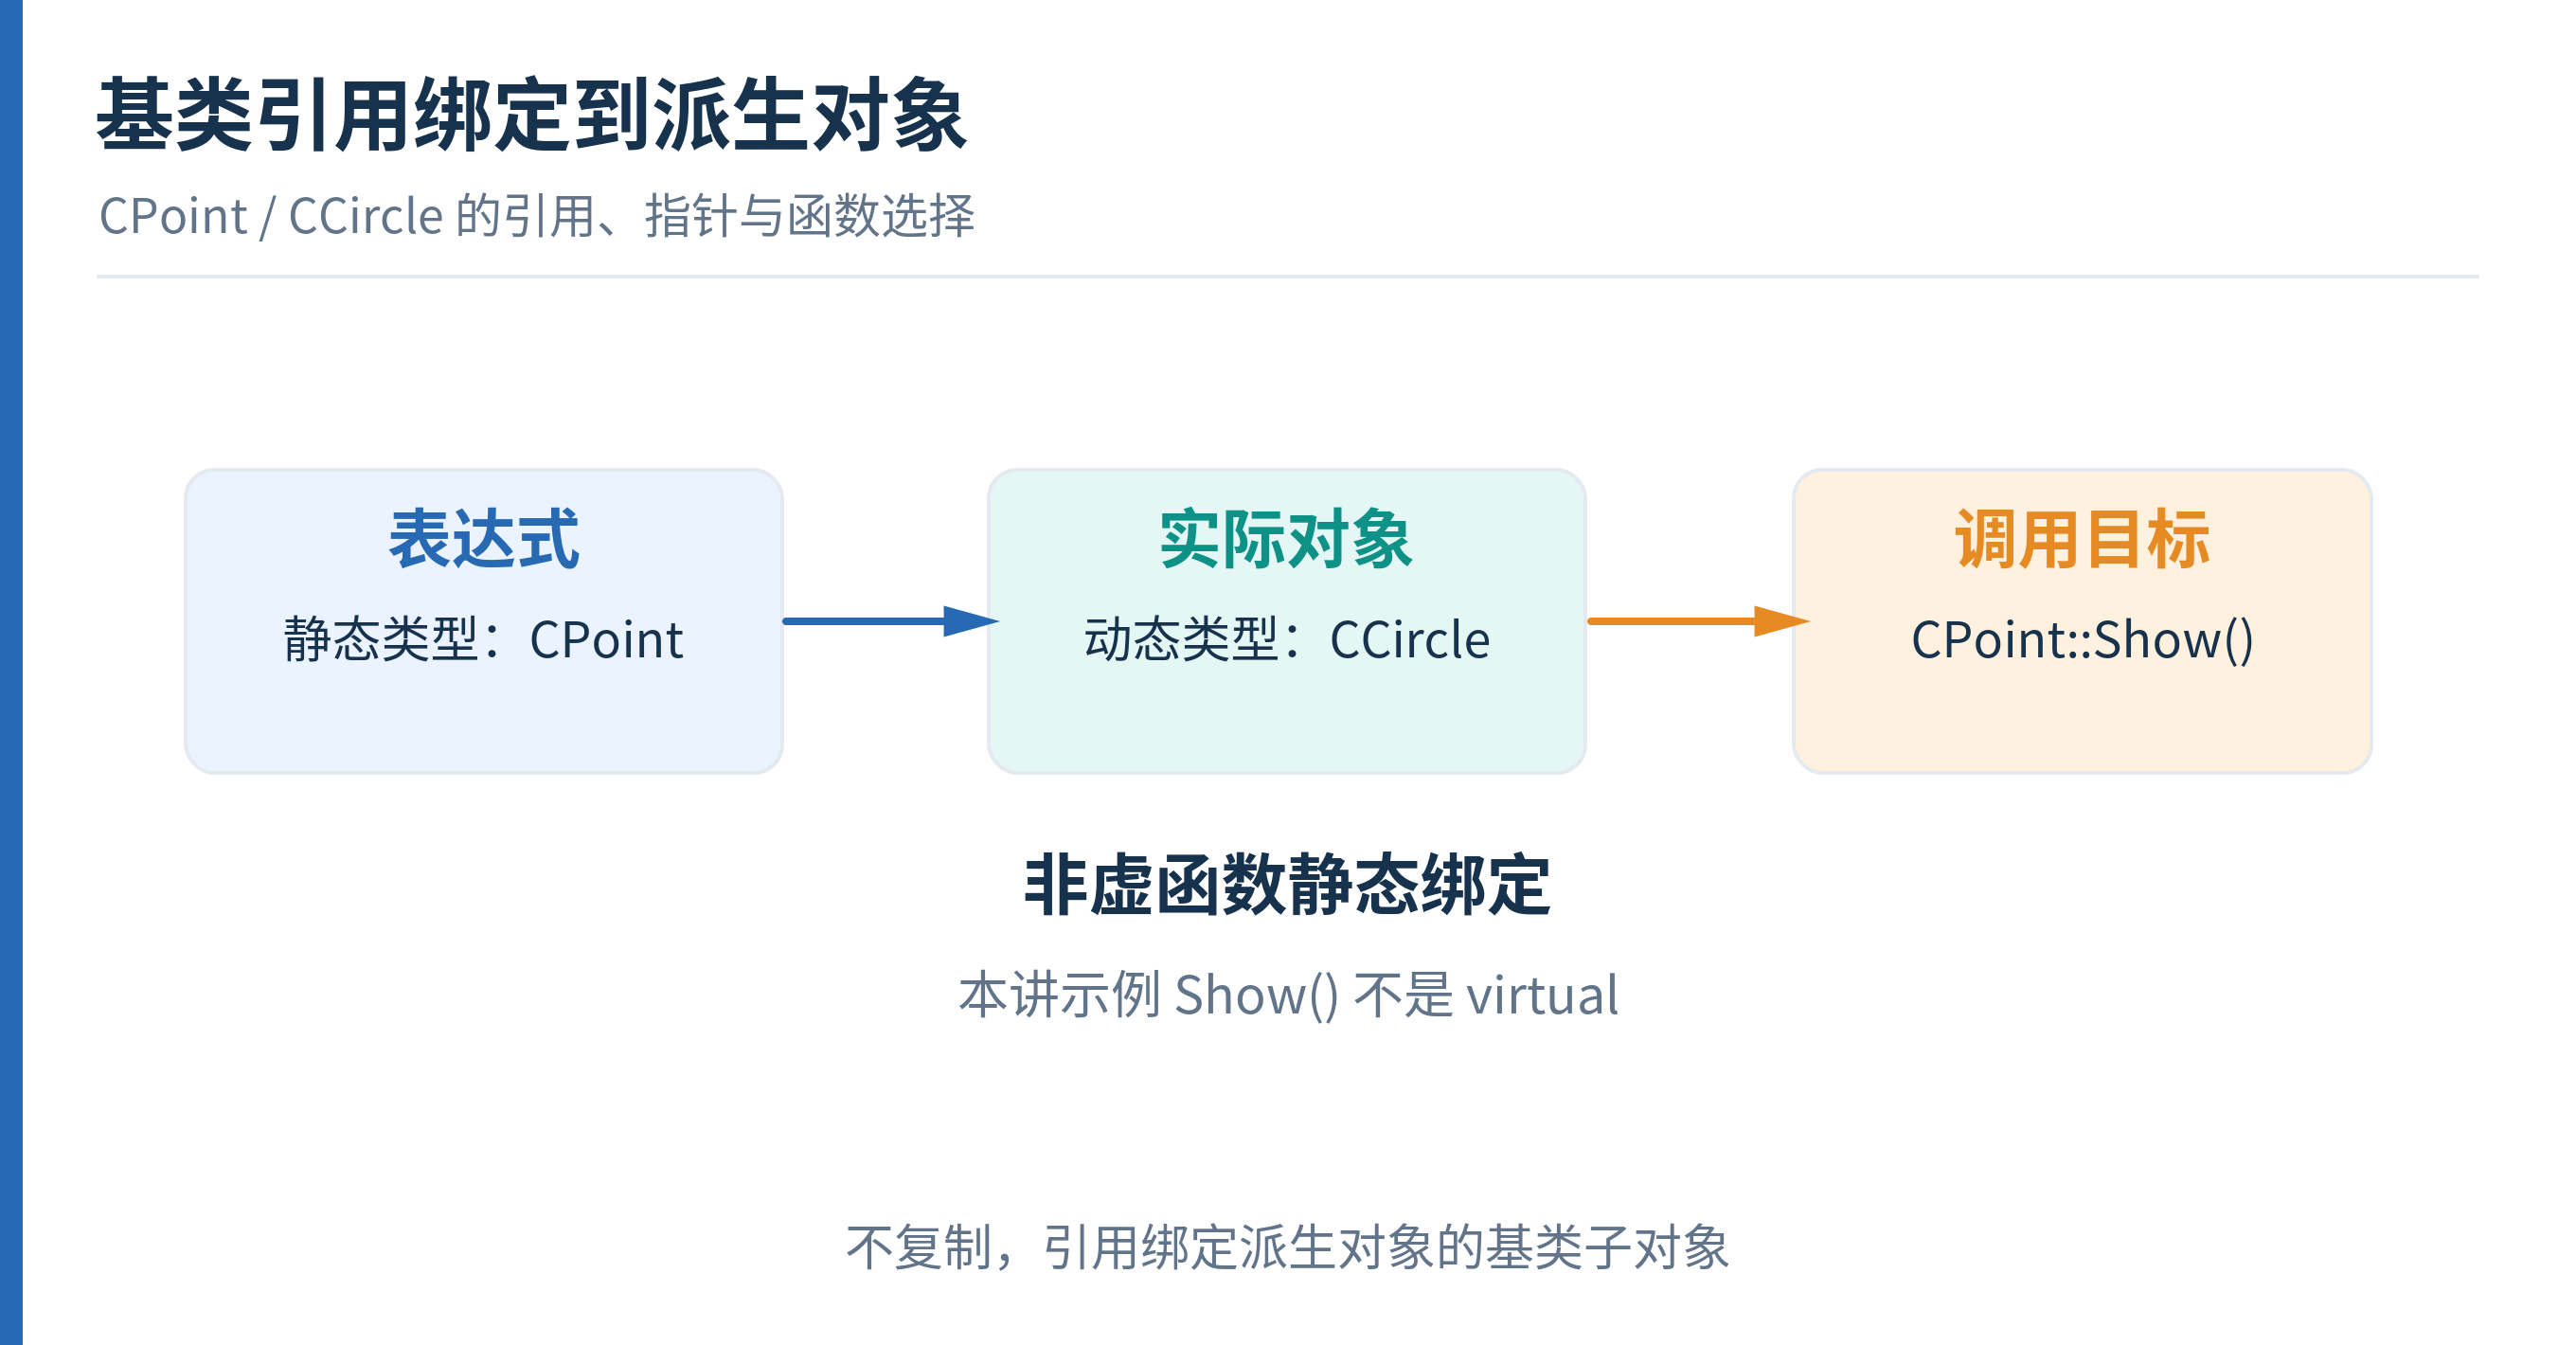 基类引用绑定到派生对象
CPoint / CCircle 的引用、指针与函数选择
表达式
静态类型：CPoint
实际对象
动态类型：CCircle
调用目标
CPoint::Show()
非虚函数静态绑定
本讲示例 Show() 不是 virtual
不复制，引用绑定派生对象的基类子对象